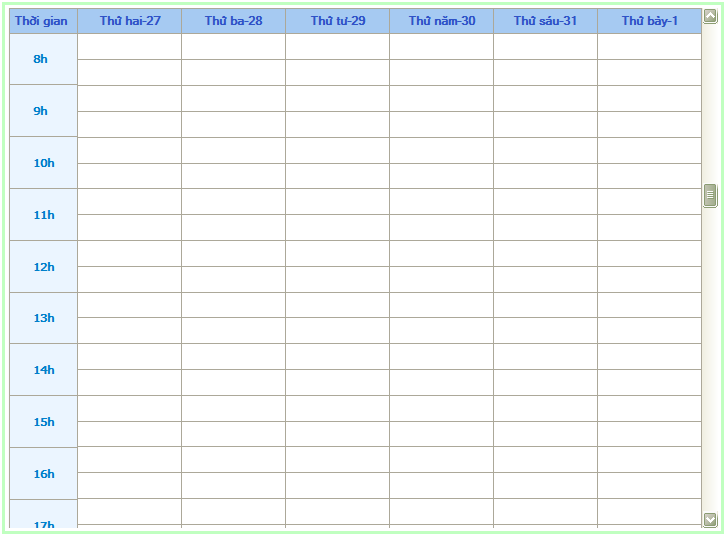 Thời gian Thứ hai-27 Thứ ba-28 Thứ tư-29 Thứ năm-30 Thứ sáu-31 Thứ bảy-1
8h
9h
10h
11h
12h
13h
14h
15h
16h
17h